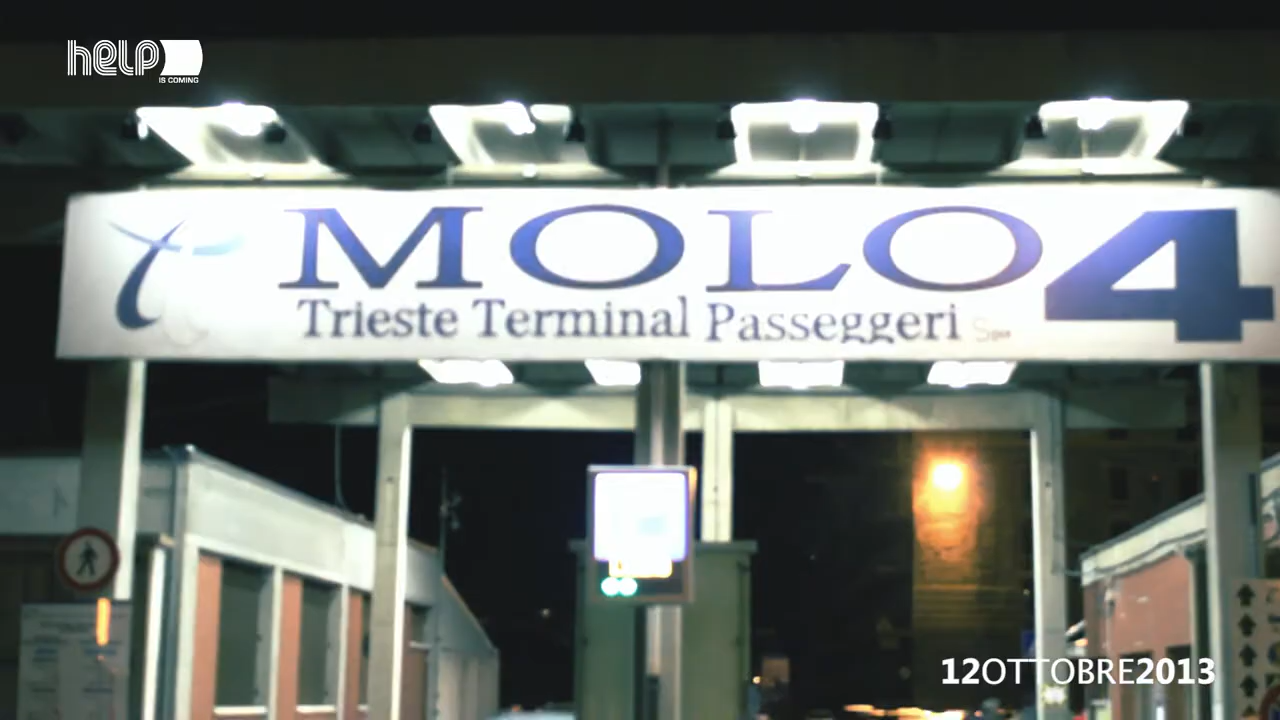 help
IS COMING
MOLO 4
Trieste Terminal Passeggeri
12OTTOBRE2013